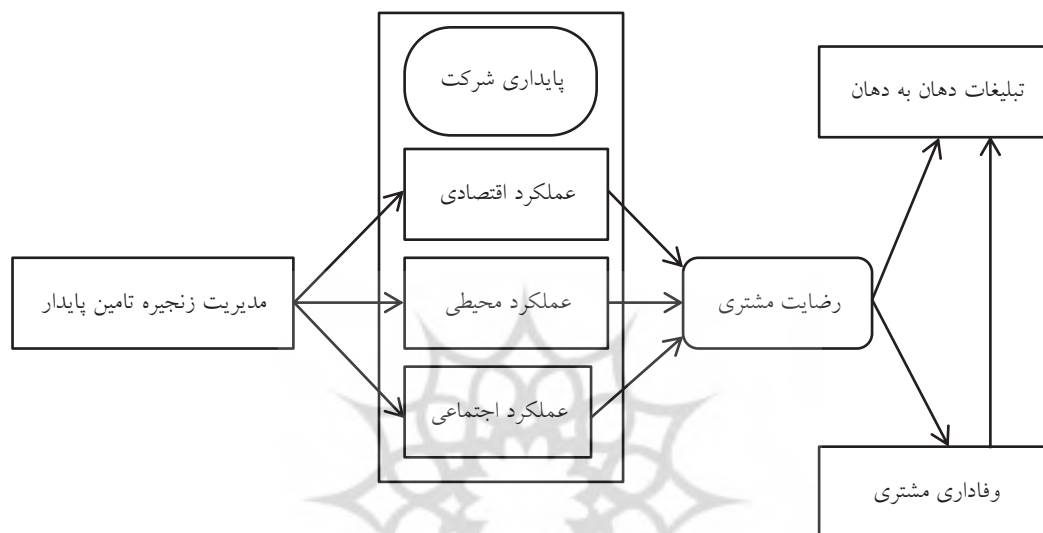 پایداری شرکت
تبلیغات دهان به دهان
عملکرد اقتصادی
مدیریت زنجیره تامین پایدار
عملکرد محیطی
رضایت مشتری
عملکرد اجتماعی
وفاداری مشتری